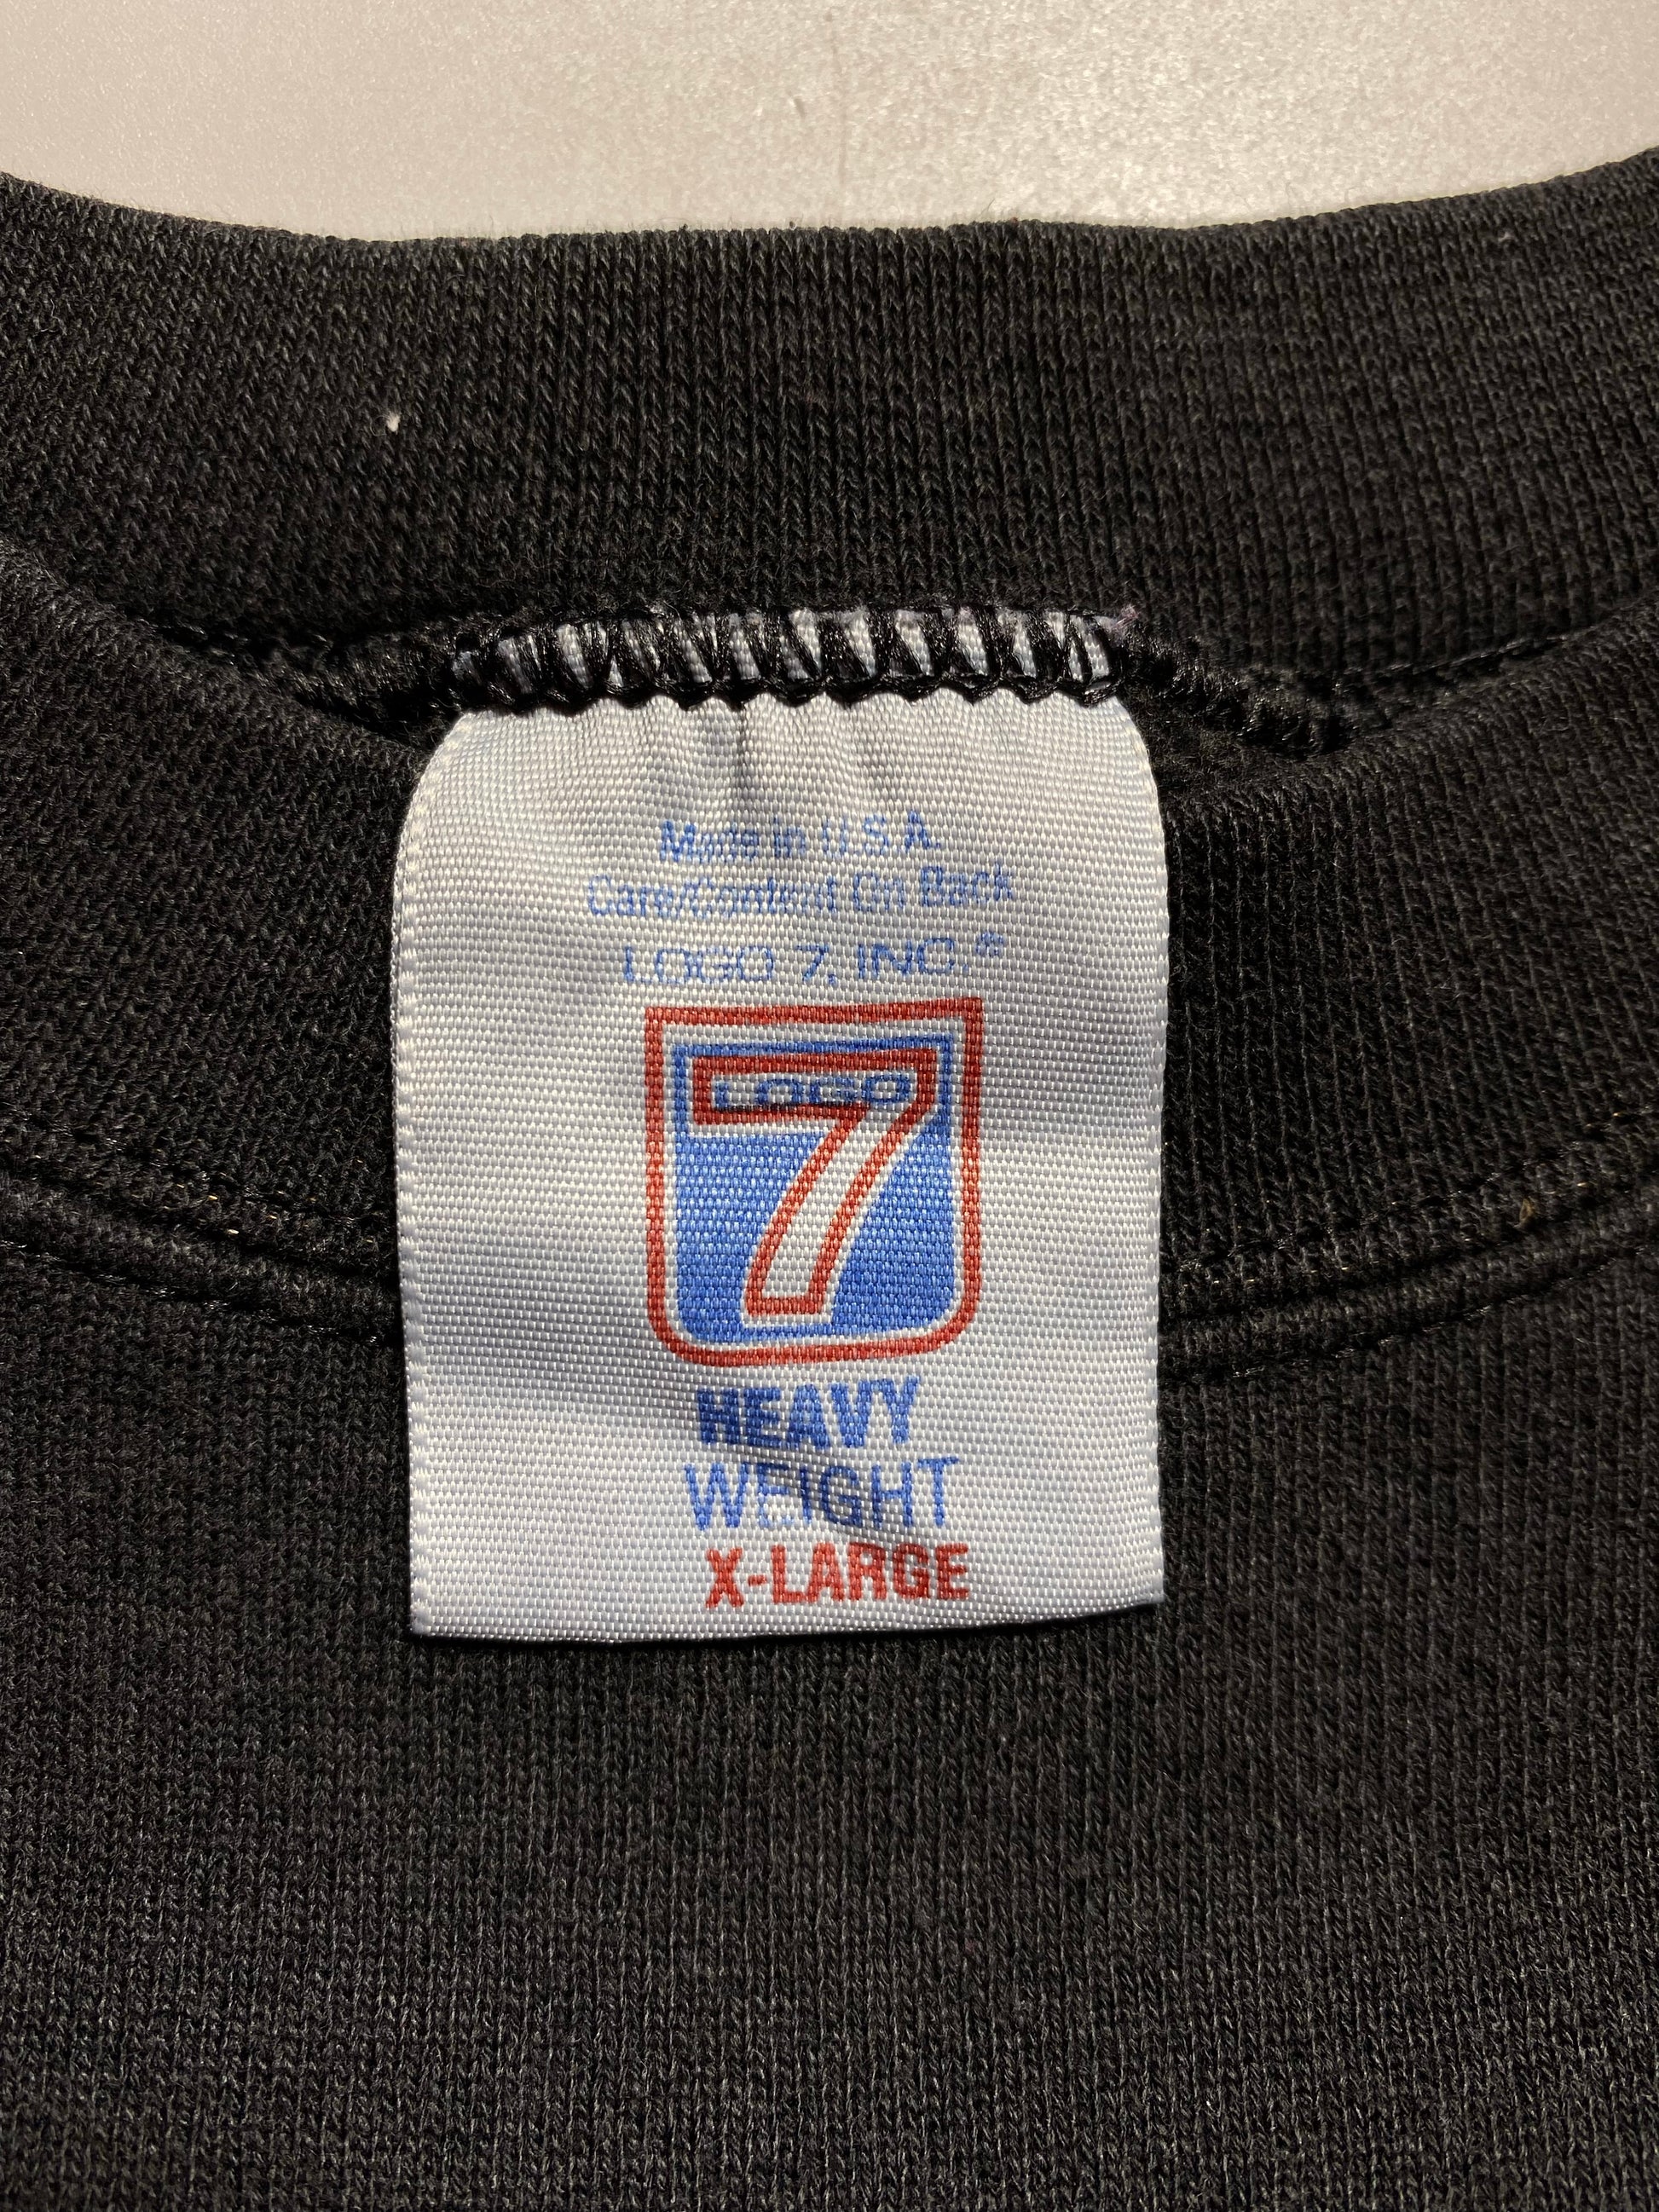 Made in U.S.A.
Care/Content On Back
LOGO 7, INC.®
LOGO
7
HEAVY
WEIGHT
X-LARGE